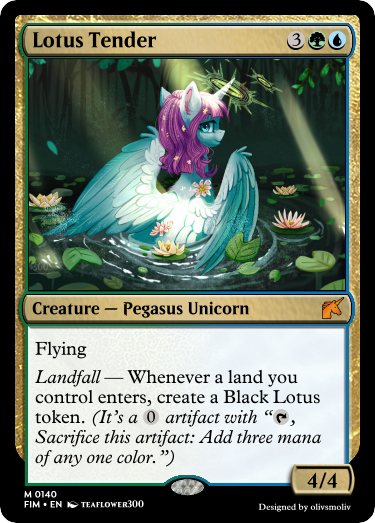 Lotus Tender 3
Creature — Pegasus Unicorn
Flying
Landfall — Whenever a land you
control enters, create a Black Lotus
token. (It's a 0 artifact with “,
Sacrifice this artifact: Add three mana
of any one color.”)
4/4
M 0140
FIM • EN TEAFLOWER300
Designed by olivsmoliv